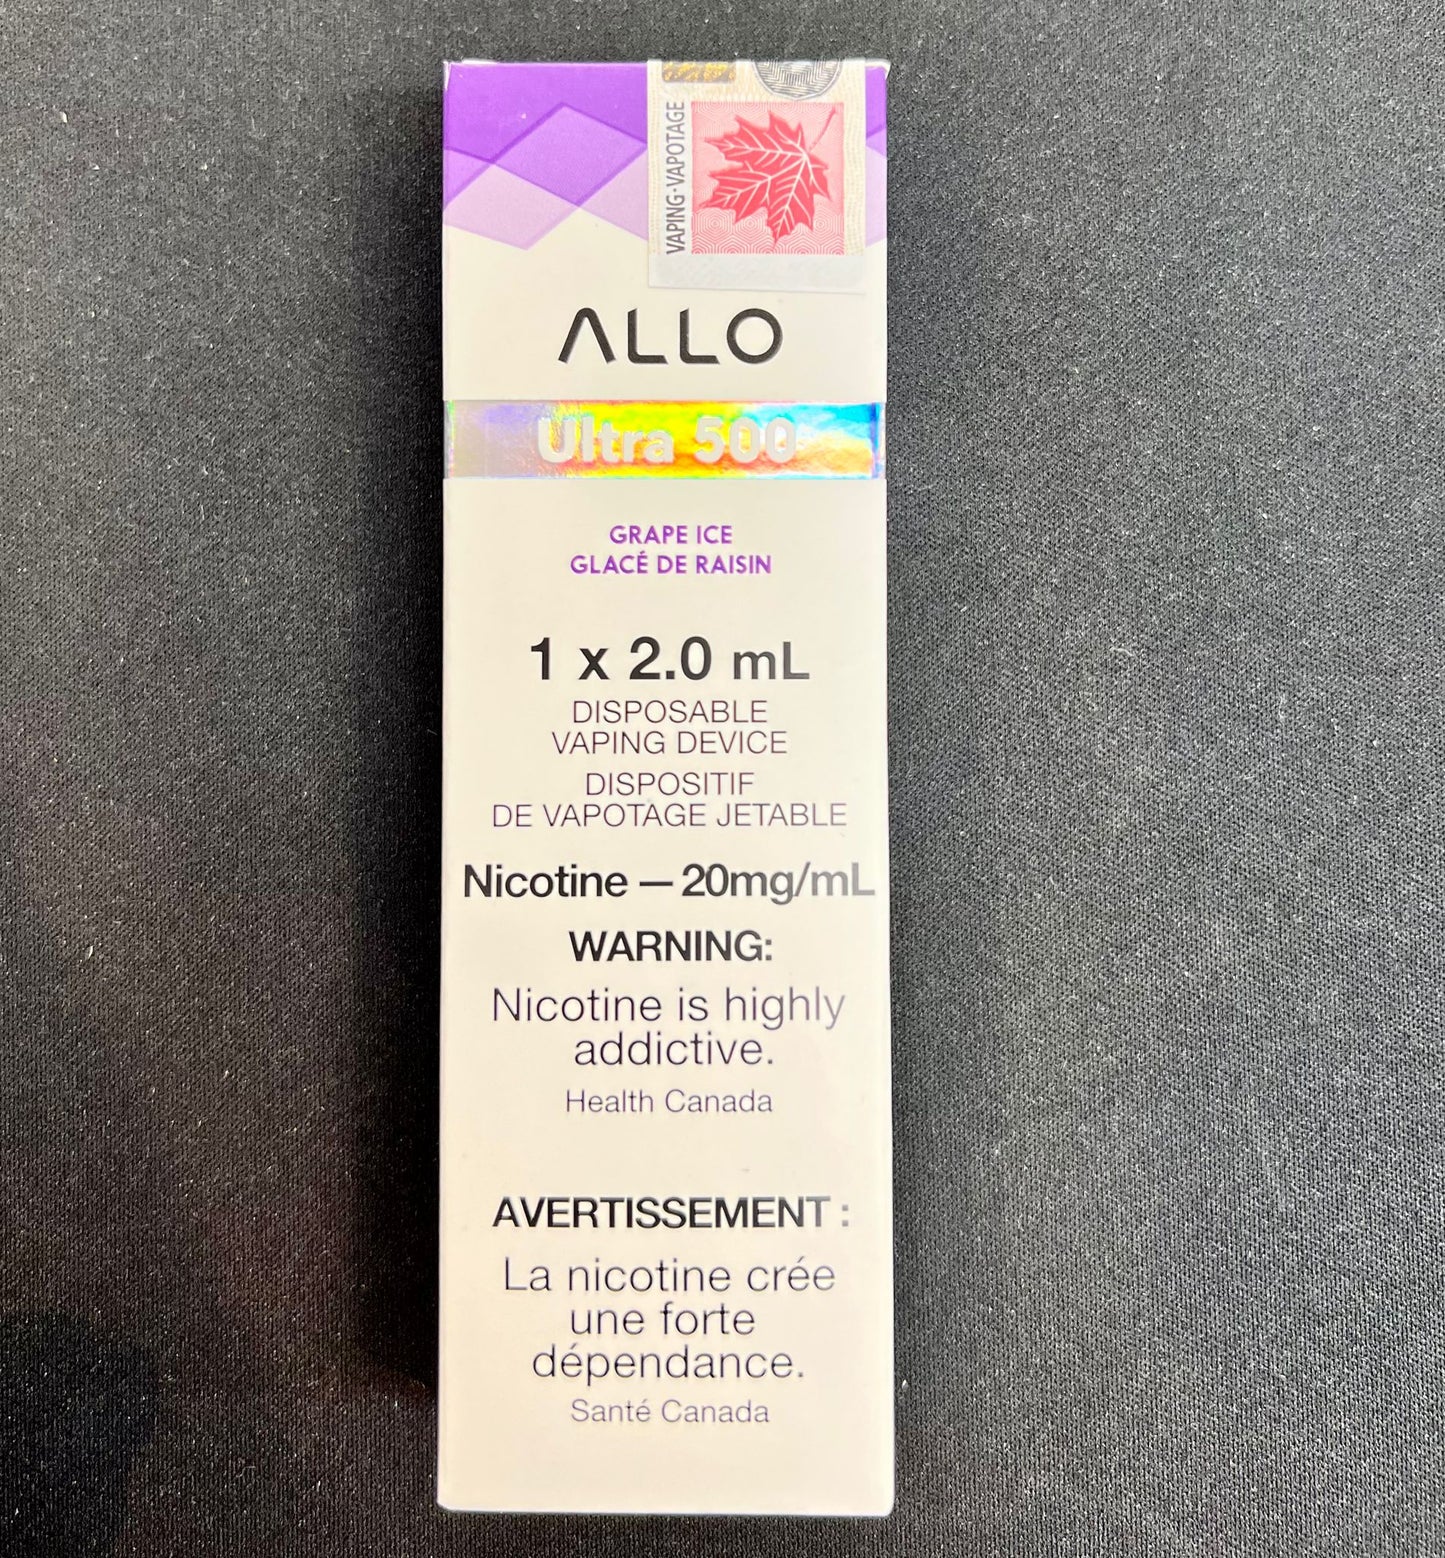 VAPING·VAPOTAGE
ALLO
Ultra 500
GRAPE ICE
GLACÉ DE RAISIN
1 x 2.0 mL
DISPOSABLE
VAPING DEVICE
DISPOSITIF
DE VAPOTAGE JETABLE
Nicotine — 20mg/mL
WARNING:
Nicotine is highly
addictive.
Health Canada
AVERTISSEMENT :
La nicotine crée
une forte
dépendance.
Santé Canada